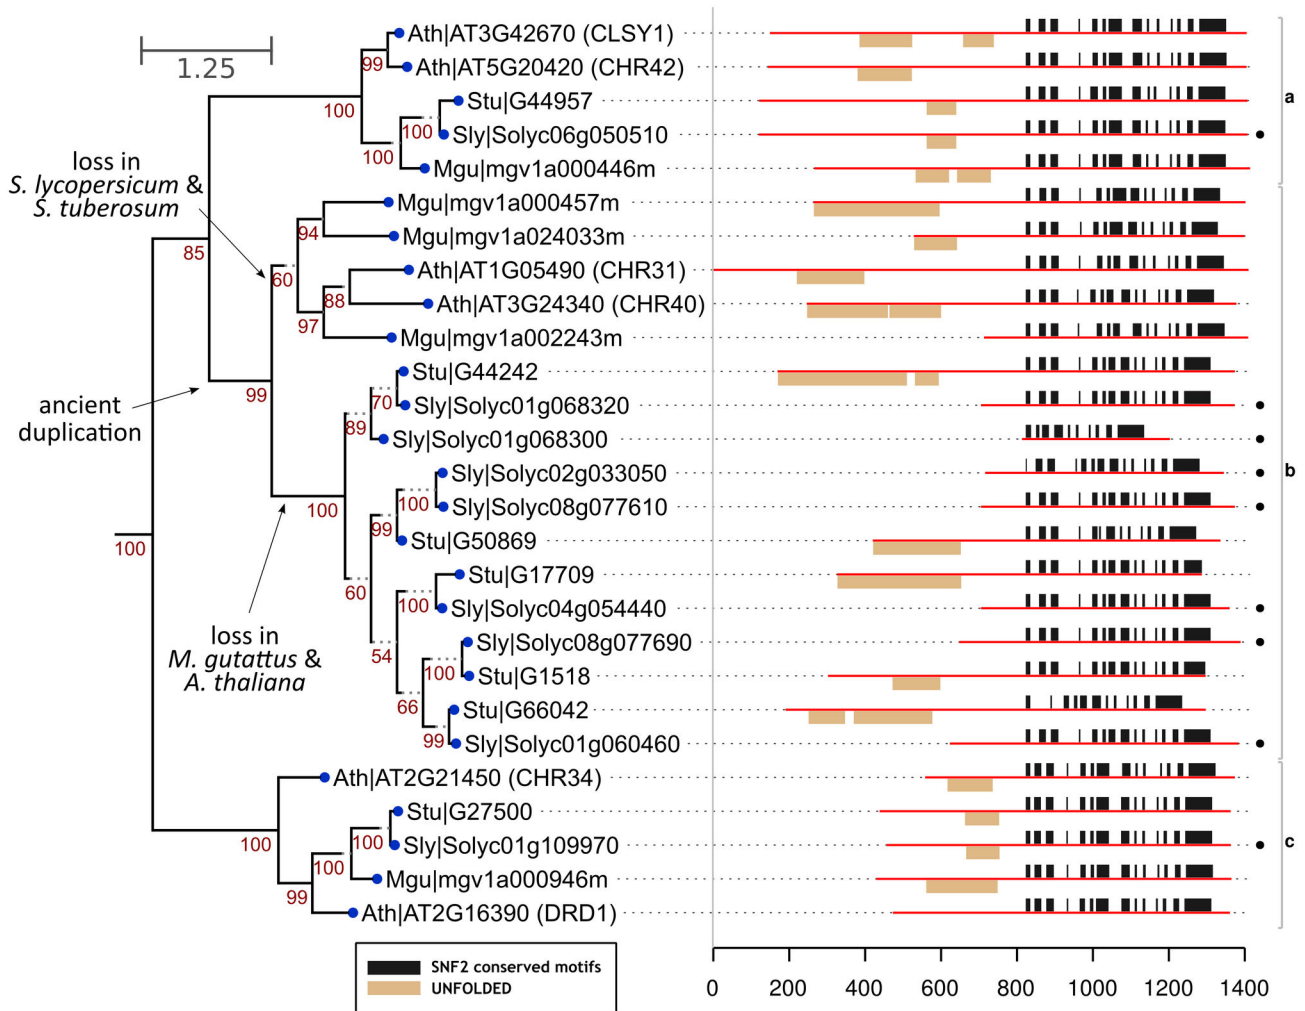 1.25
Ath|AT3G42670 (CLSY1)
99
Ath|AT5G20420 (CHR42)
100
Stu|G44957
a
100
Sly|Solyc06g050510
100
Mgu|mgv1a000446m
loss in
S. lycopersicum &
S. tuberosum
Mgu|mgv1a000457m
94
Mgu|mgv1a024033m
85
60
Ath|AT1G05490 (CHR31)
88
Ath|AT3G24340 (CHR40)
97
Mgu|mgv1a002243m
Stu|G44242
99
70
ancient
duplication
Sly|Solyc01g068320
89
Sly|Solyc01g068300
b
Sly|Solyc02g033050
100
100
Sly|Solyc08g077610
99
Stu|G50869
100
Stu|G17709
60
100
Sly|Solyc04g054440
loss in
M. gutattus &
A. thaliana
Sly|Solyc08g077690
54
100
Stu|G1518
66
Stu|G66042
99
Sly|Solyc01g060460
Ath|AT2G21450 (CHR34)
Stu|G27500
100
100
Sly|Solyc01g109970
c
100
Mgu|mgv1a000946m
99
Ath|AT2G16390 (DRD1)
SNF2 conserved motifs
UNFOLDED
0 200 400 600 800 1000 1200 1400